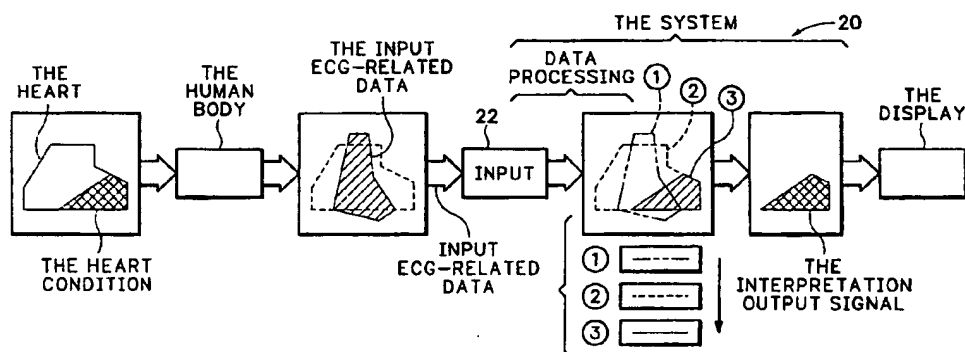 THE SYSTEM
20
THE
HEART
THE
HUMAN
BODY
THE INPUT
ECG-RELATED
DATA
DATA
PROCESSING
1
2
3
22
INPUT
THE
DISPLAY
THE HEART
CONDITION
INPUT
ECG-RELATED
DATA
1
2
3
THE
INTERPRETATION
OUTPUT SIGNAL